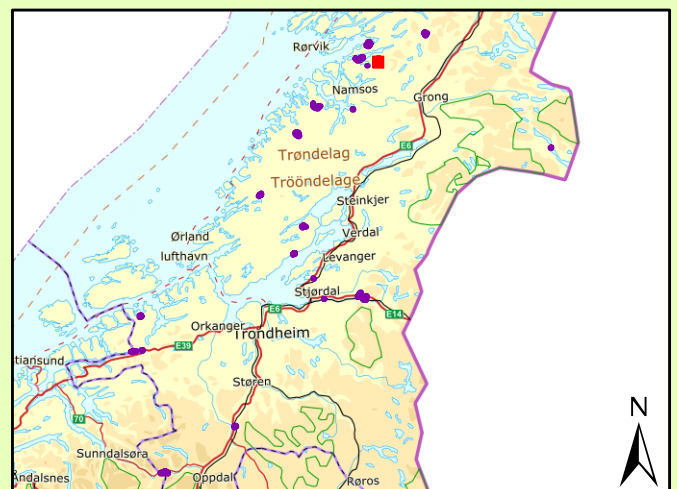 Rørvik
Namsos
Grong
E6
Trøndelag
Trööndelage
Steinkjer
Verdal
Ørland
lufthavn
Levanger
Stjørdal
E6
E14
Orkanger
Trondheim
E39
tiansund
Støren
70
Sunndalsøra
Oppdal
Åndalsnes
Røros
N